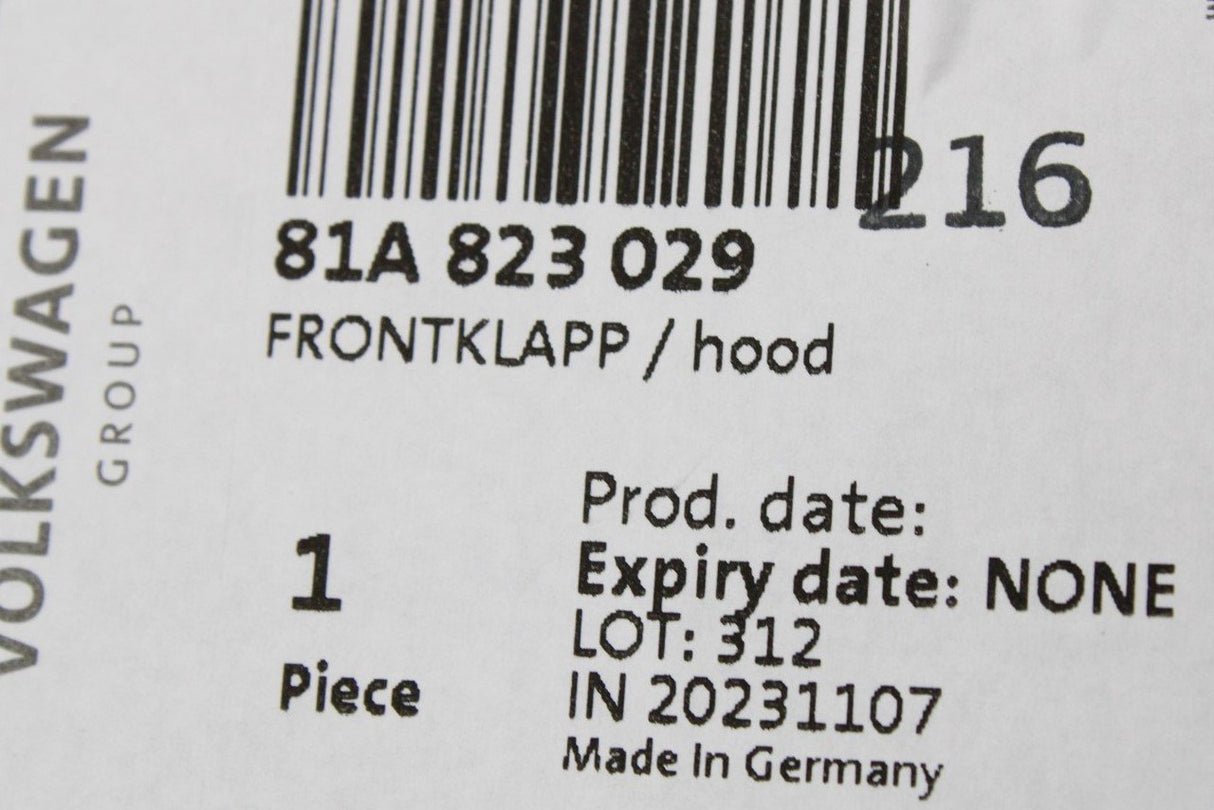 VOLKSWAGEN
GROUP
216
81A 823 029
FRONTKLAPP / hood
1
Piece
Prod. date:
Expiry date: NONE
LOT: 312
IN 20231107
Made In Germany